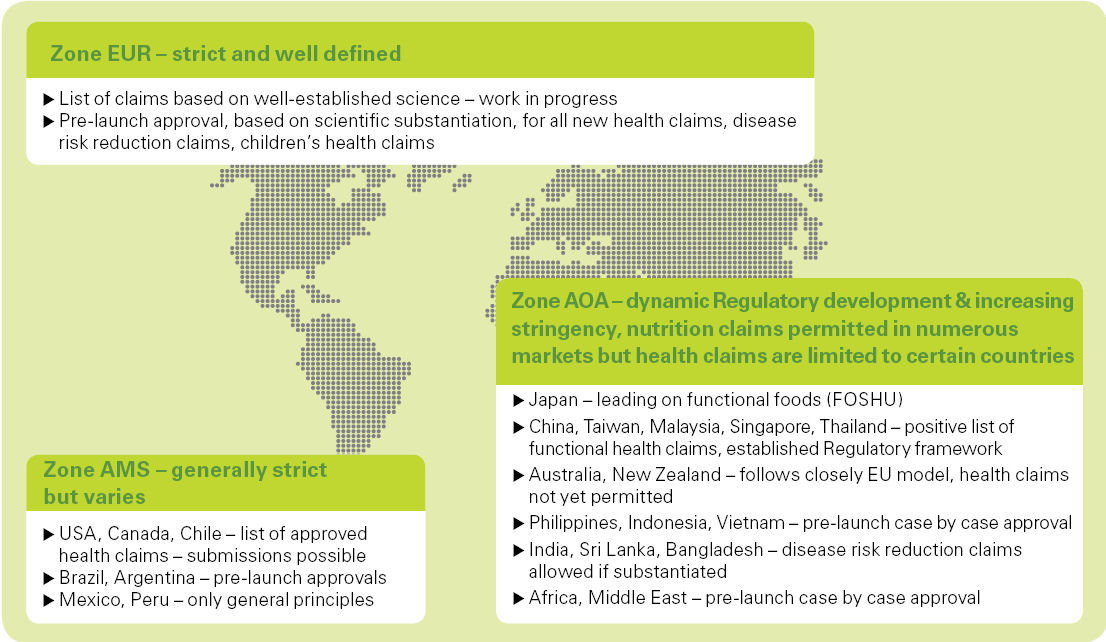 Zone EUR – strict and well defined
▶ List of claims based on well-established science – work in progress
▶ Pre-launch approval, based on scientific substantiation, for all new health claims, disease
risk reduction claims, children’s health claims
Zone AOA – dynamic Regulatory development & increasing
stringency, nutrition claims permitted in numerous
markets but health claims are limited to certain countries
▶ Japan – leading on functional foods (FOSHU)
▶ China, Taiwan, Malaysia, Singapore, Thailand – positive list of
functional health claims, established Regulatory framework
▶ Australia, New Zealand – follows closely EU model, health claims
not yet permitted
▶ Philippines, Indonesia, Vietnam – pre-launch case by case approval
▶ India, Sri Lanka, Bangladesh – disease risk reduction claims
allowed if substantiated
▶ Africa, Middle East – pre-launch case by case approval
Zone AMS – generally strict
but varies
▶ USA, Canada, Chile – list of approved
health claims – submissions possible
▶ Brazil, Argentina – pre-launch approvals
▶ Mexico, Peru – only general principles